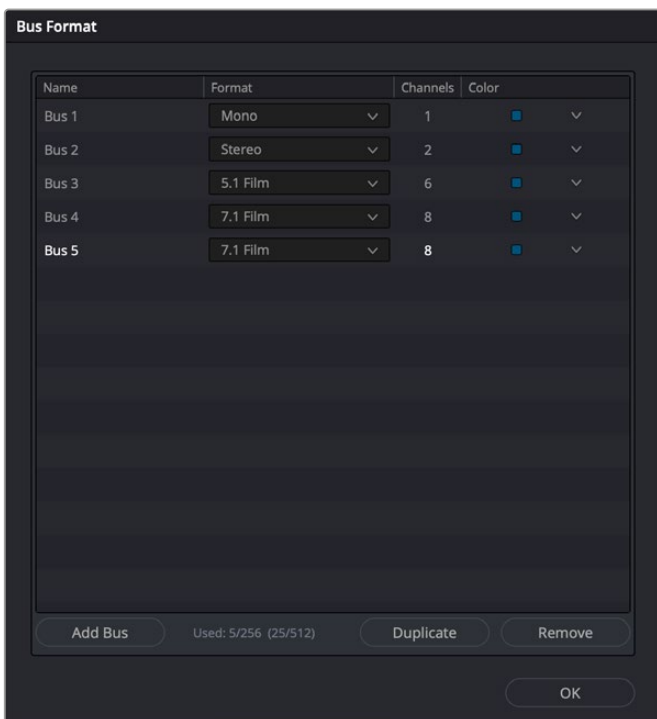 Bus Format
Name Format Channels Color
Bus 1 Mono 1
Bus 2 Stereo 2
Bus 3 5.1 Film 6
Bus 4 7.1 Film 8
Bus 5 7.1 Film 8
Add Bus Used: 5/256 (25/512) Duplicate Remove
OK